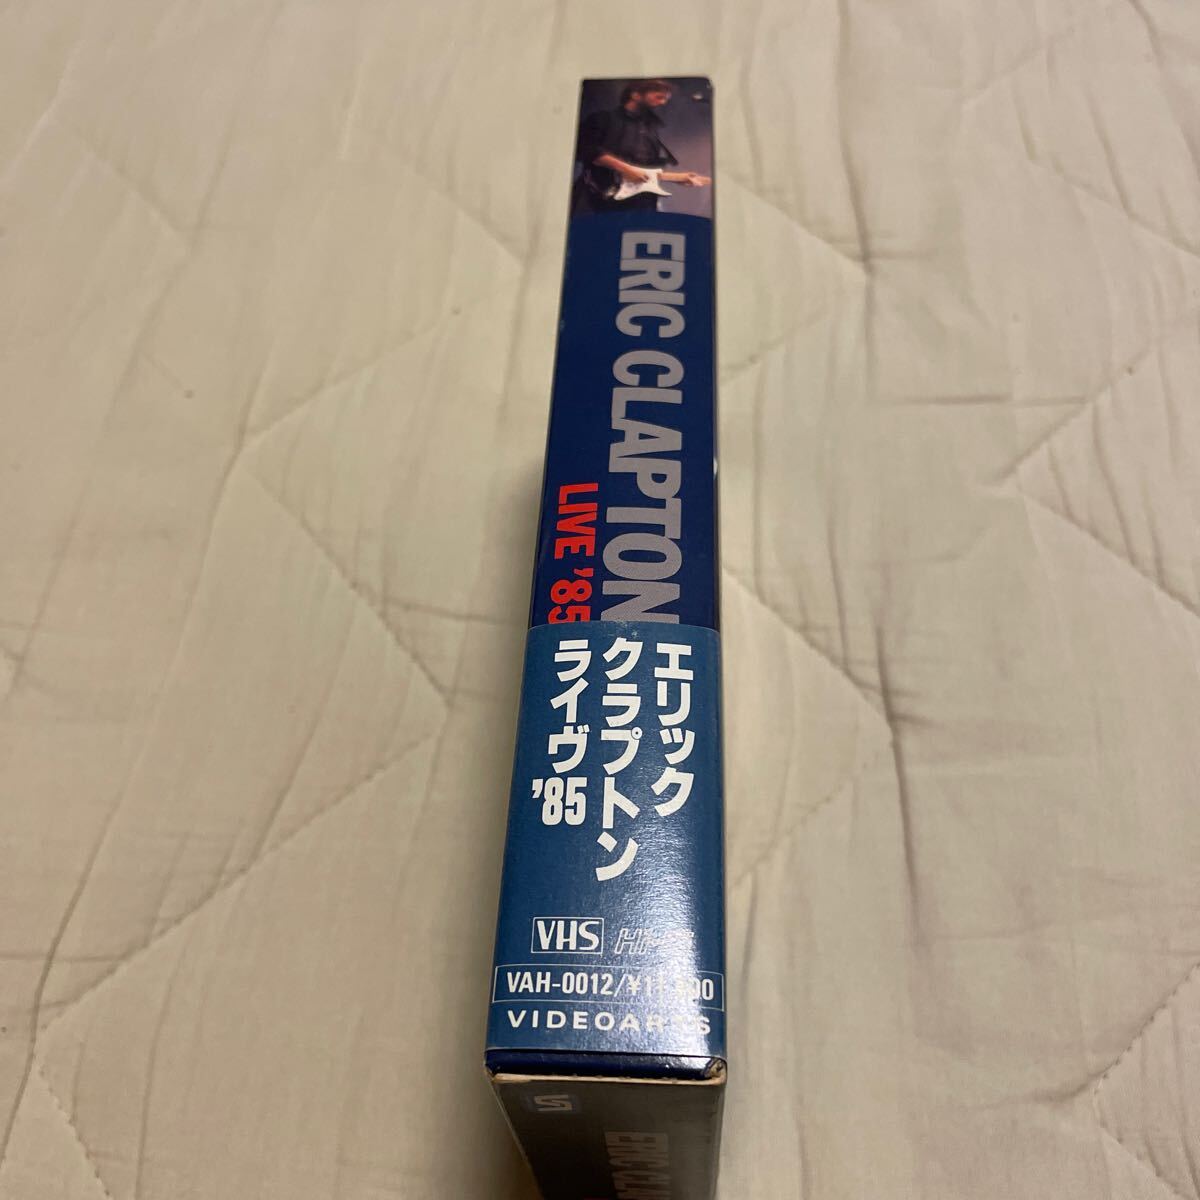 ERIC CLAPTON
LIVE '85
エリック
クラプトン
ライヴ
'85
VHS
VAH-0012/¥11,800
VIDEOARTS
ERIC